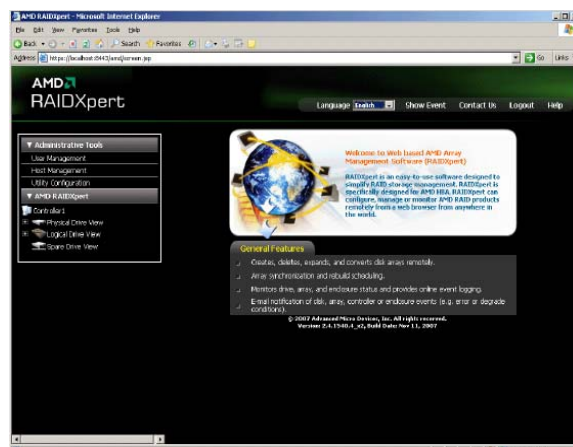 AMD RAIDXpert - Microsoft Internet Explorer
File Edit View Favorites Tools Help
Back Search Favorites
Address https://localhost:8443/amd/screen.jsp Go Links
AMD
RAIDXpert
Language English Show Event Contact Us Logout Help
Administrative Tools
User Management
Host Management
Utility Configuration
AMD RAIDXpert
Controller1
Physical Drive View
Logical Drive View
Spare Drive View
Welcome to Web based AMD Array
Management Software (RAIDXpert)
RAIDXpert is an easy-to-use software designed to
simplify RAID storage management. RAIDXpert is
specifically designed for AMD HBA. RAIDXpert can
configure, manage or monitor AMD RAID products
remotely from a web browser from anywhere in
the world.
General Features
Creates, deletes, expands, and converts disk arrays remotely.
Array synchronization and rebuild scheduling.
Monitors drive, array, and enclosure status and provides online event logging.
E-mail notification of disk, array, controller or enclosure events (e.g. error or degrade
conditions).
© 2007 Advanced Micro Devices, Inc. All rights reserved.
Version: 2.4.1540.4_v2, Build Date: Nov 11, 2007